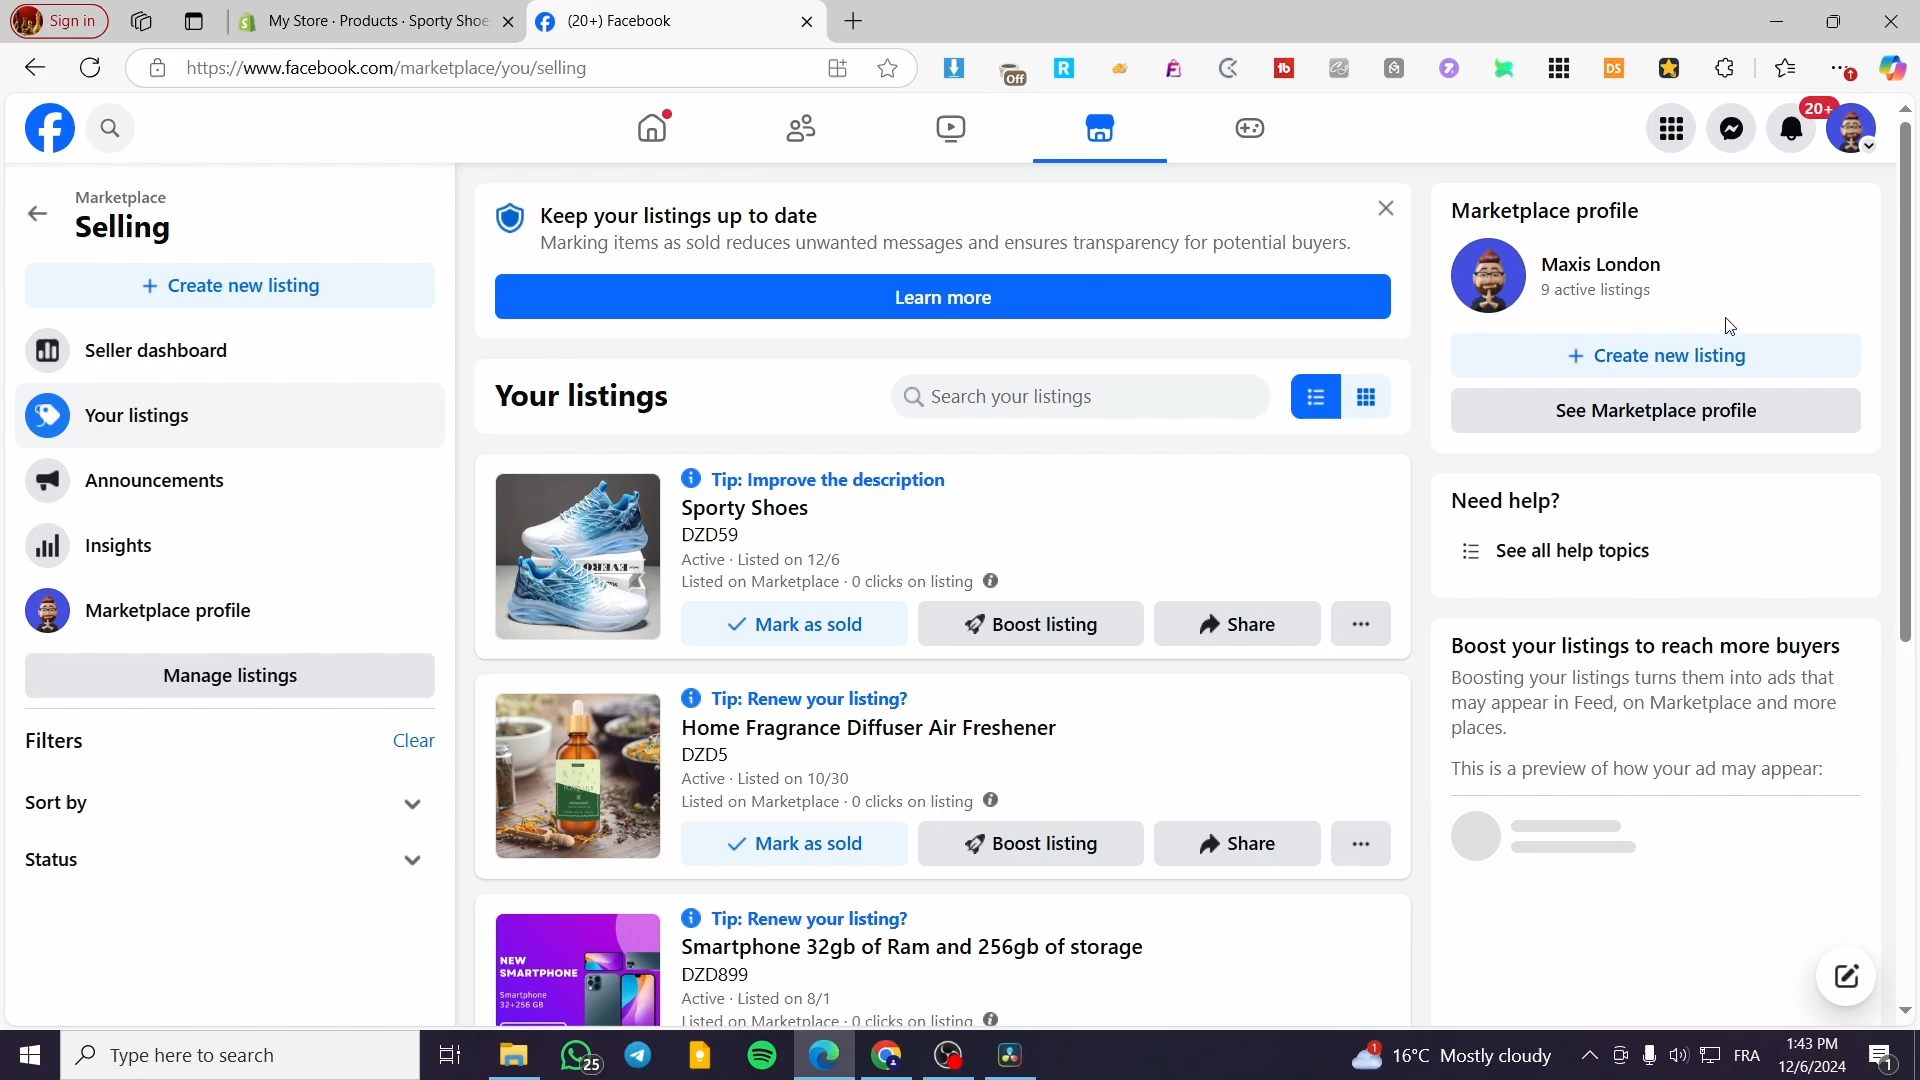 Sign in
My Store · Products · Sporty Shoe
(20+) Facebook
https://www.facebook.com/marketplace/you/selling
Off
DS
20+
Marketplace
Selling
+ Create new listing
Seller dashboard
Your listings
Announcements
Insights
Marketplace profile
Manage listings
Filters
Clear
Sort by
Status
Keep your listings up to date
Marking items as sold reduces unwanted messages and ensures transparency for potential buyers.
Learn more
Your listings
Search your listings
Tip: Improve the description
Sporty Shoes
DZD59
Active · Listed on 12/6
Listed on Marketplace · 0 clicks on listing
Mark as sold
Boost listing
Share
Tip: Renew your listing?
Home Fragrance Diffuser Air Freshener
DZD5
Active · Listed on 10/30
Listed on Marketplace · 0 clicks on listing
Mark as sold
Boost listing
Share
NEW
SMARTPHONE
Smartphone
32+256 GB
Tip: Renew your listing?
Smartphone 32gb of Ram and 256gb of storage
DZD899
Active · Listed on 8/1
Listed on Marketplace · 0 clicks on listing
Marketplace profile
Maxis London
9 active listings
+ Create new listing
See Marketplace profile
Need help?
See all help topics
Boost your listings to reach more buyers
Boosting your listings turns them into ads that
may appear in Feed, on Marketplace and more
places.
This is a preview of how your ad may appear:
Type here to search
25
1
16°C Mostly cloudy
FRA
1:43 PM
12/6/2024
1